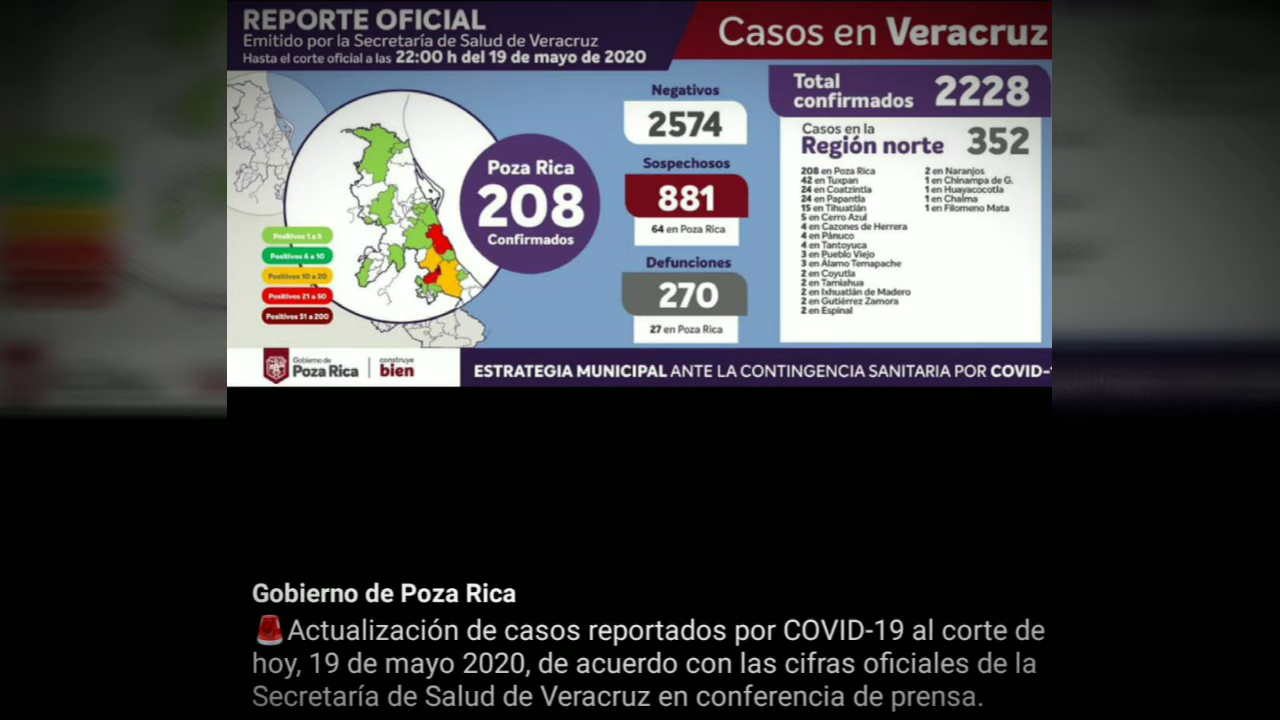 REPORTE OFICIAL
Emitido por la Secretaría de Salud de Veracruz
Hasta el corte oficial a las 22:00 h del 19 de mayo de 2020
Casos en Veracruz
Poza Rica
208
Confirmados
Positivos 1 a 5
Positivos 6 a 10
Positivos 10 a 20
Positivos 21 a 50
Positivos 51 a 200
Negativos
2574
Sospechosos
881
64 en Poza Rica
Defunciones
270
27 en Poza Rica
Total
confirmados 2228
Casos en la
Región norte 352
208 en Poza Rica
42 en Tuxpan
24 en Coatzintla
24 en Papantla
15 en Tihuatlán
5 en Cerro Azul
4 en Cazones de Herrera
4 en Pánuco
4 en Tantoyuca
3 en Pueblo Viejo
3 en Álamo Temapache
2 en Coyutla
2 en Tamiahua
2 en Ixhuatlán de Madero
2 en Gutiérrez Zamora
2 en Espinal
2 en Naranjos
1 en Chinampa de G.
1 en Huayacocotla
1 en Chalma
1 en Filomeno Mata
Gobierno de
Poza Rica
construye
bien
ESTRATEGIA MUNICIPAL ANTE LA CONTINGENCIA SANITARIA POR COVID-1
Gobierno de Poza Rica
🚨Actualización de casos reportados por COVID-19 al corte de
hoy, 19 de mayo 2020, de acuerdo con las cifras oficiales de la
Secretaría de Salud de Veracruz en conferencia de prensa.